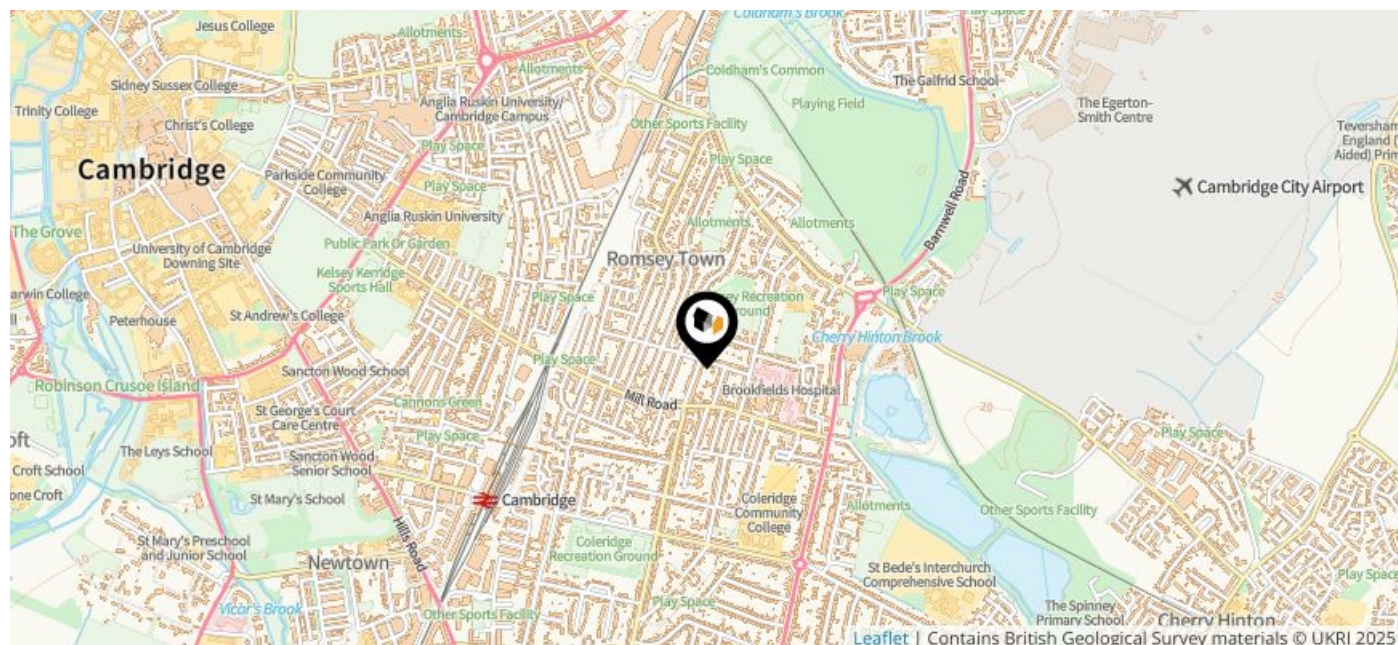 Coldham's Brook
Play Space
Jesus College
Allotments
Sidney Sussex College
Allotments
Coldham's Common
The Galfrid School
Trinity College
Christ's College
Anglia Ruskin University/
Cambridge Campus
Playing Field
The Egerton-
Smith Centre
Other Sports Facility
Teversham
England (
Aided) Prim
Play Space
Cambridge
Parkside Community
College
Play Space
Play Space
Cambridge City Airport
Barnwell Road
The Grove
Anglia Ruskin University
Allotments
Allotments
University of Cambridge
Downing Site
Public Park Or Garden
Romsey Town
Kelsey Kerridge
Sports Hall
arwin College
Play Space
ey Recreation
ound
Play Space
Peterhouse
St Andrew's College
Cherry Hinton Brook
Sancton Wood School
Play Space
Robinson Crusoe Island
Mill Road
Brookfields Hospital
Cannons Green
St George's Court
Care Centre
20
oft
Play Space
Play Space
The Leys School
Sancton Wood
Senior School
Croft School
one Croft
St Mary's School
Cambridge
Coleridge
Community
College
Allotments
Other Sports Facility
Hills Road
St Mary's Preschool
and Junior School
Coleridge
Recreation Ground
Newtown
St Bede's Interchurch
Comprehensive School
Play Space
Vicar's Brook
Other Sports Facility
Play Space
The Spinney
Primary School
Cherry Hinton
Leaflet | Contains British Geological Survey materials © UKRI 2025